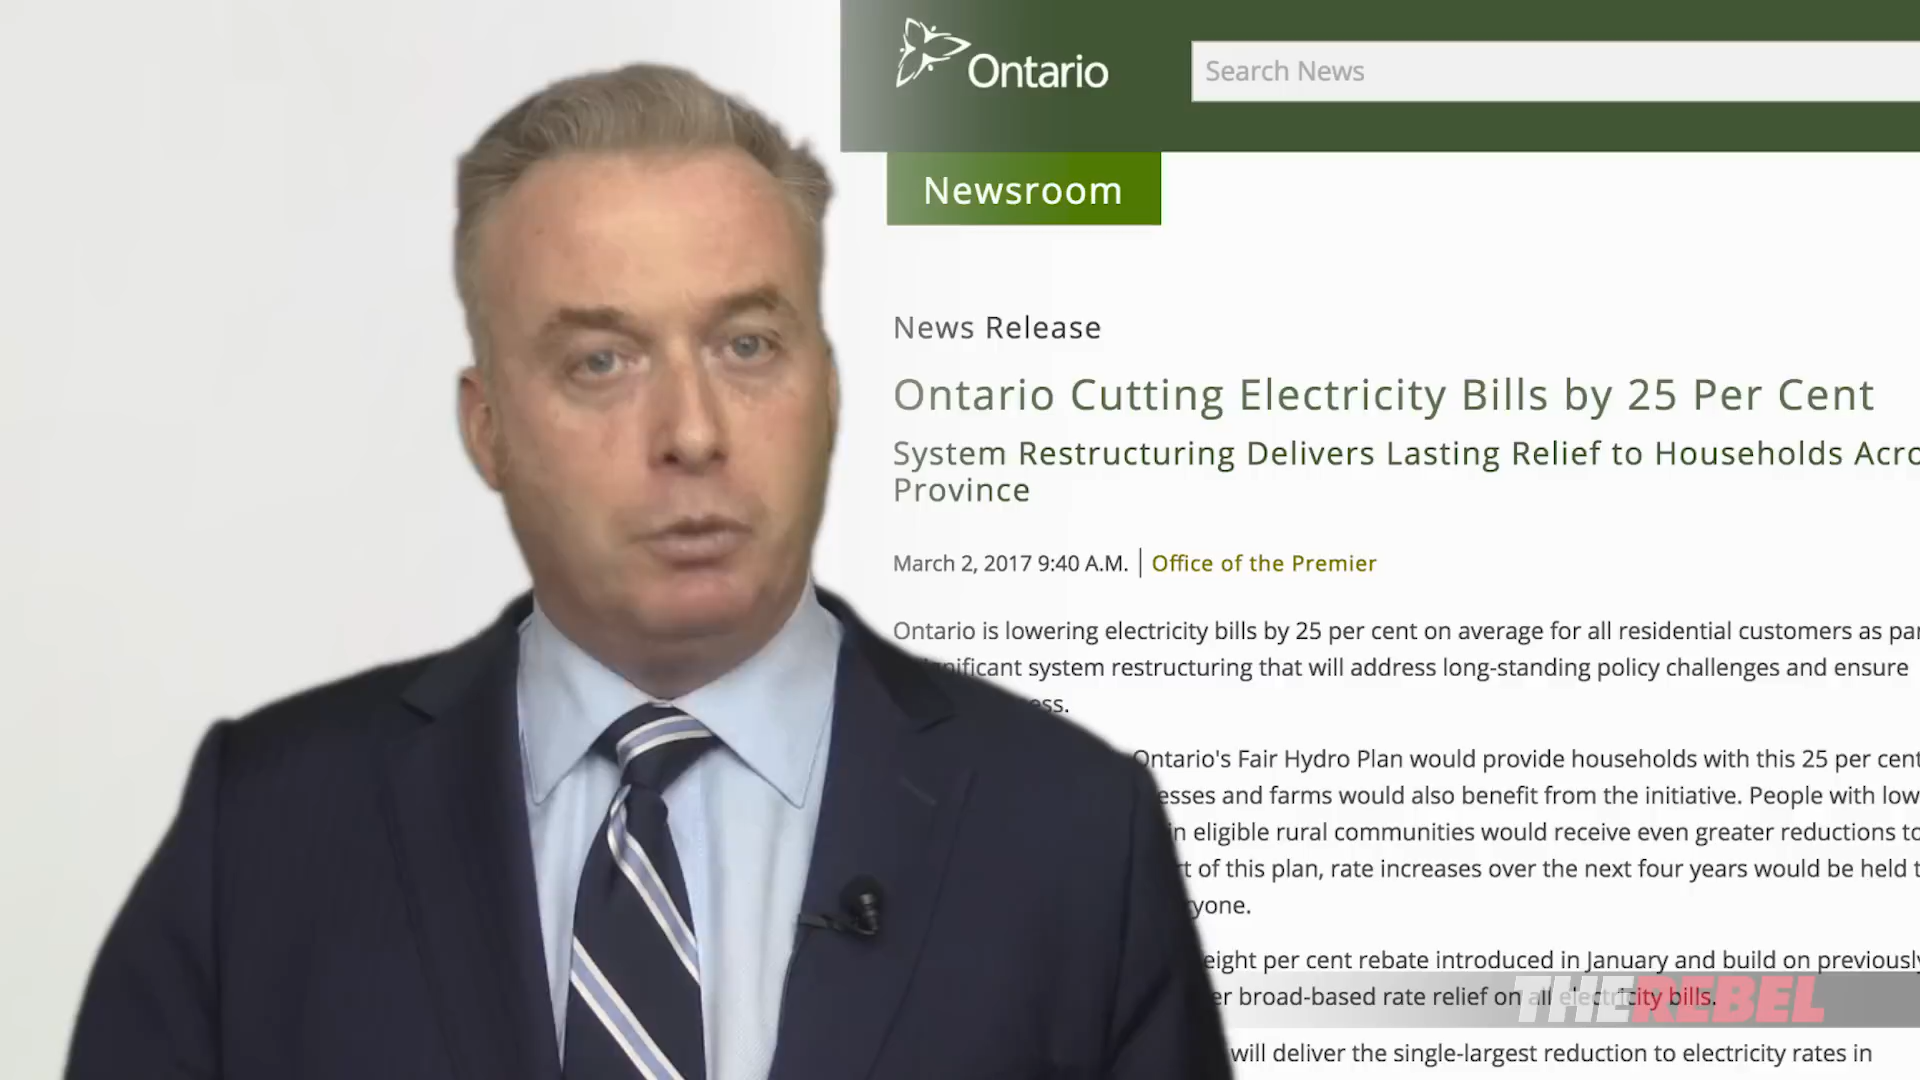 Ontario
Search News
Newsroom
News Release
Ontario Cutting Electricity Bills by 25 Per Cent
System Restructuring Delivers Lasting Relief to Households
Province
March 2, 2017 9:40 A.M. | Office of the Premier
Ontario is lowering electricity bills by 25 per cent on average for all residential customers as
system restructuring that will address long-standing policy challenges and ensure
Ontario's Fair Hydro Plan would provide households with this 25 per cent
and farms would also benefit from the initiative. People with low
in eligible rural communities would receive even greater reductions to
of this plan, rate increases over the next four years would be held
eight per cent rebate introduced in January and build on previously
broad-based rate relief on all electricity bills.
THE REBEL
will deliver the single-largest reduction to electricity rates in